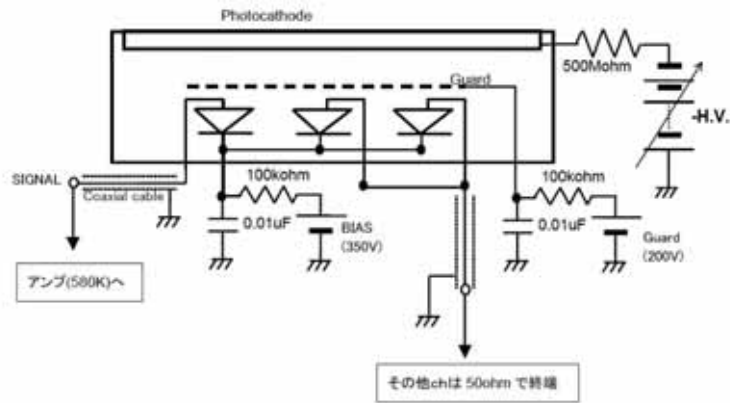 Photocathode
500Mohm
Guard
-H.V.
SIGNAL
Coaxial cable
100kohm
100kohm
0.01uF
BIAS
(350V)
0.01uF
Guard
(200V)
アンプ(580K)へ
その他chは 50ohm で終端